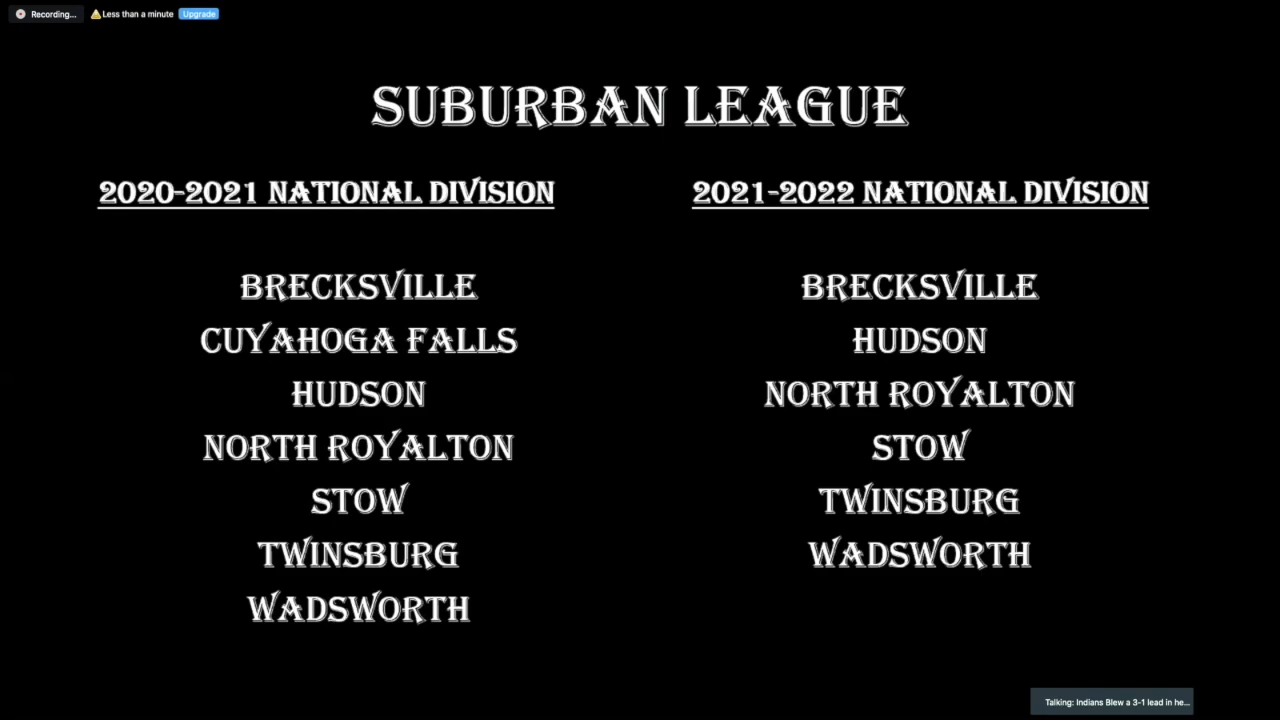 Recording... Less than a minute Upgrade
SUBURBAN LEAGUE
2020-2021 NATIONAL DIVISION
BRECKSVILLE
CUYAHOGA FALLS
HUDSON
NORTH ROYALTON
STOW
TWINSBURG
WADSWORTH
2021-2022 NATIONAL DIVISION
BRECKSVILLE
HUDSON
NORTH ROYALTON
STOW
TWINSBURG
WADSWORTH
Talking: Indians Blew a 3-1 lead in he...